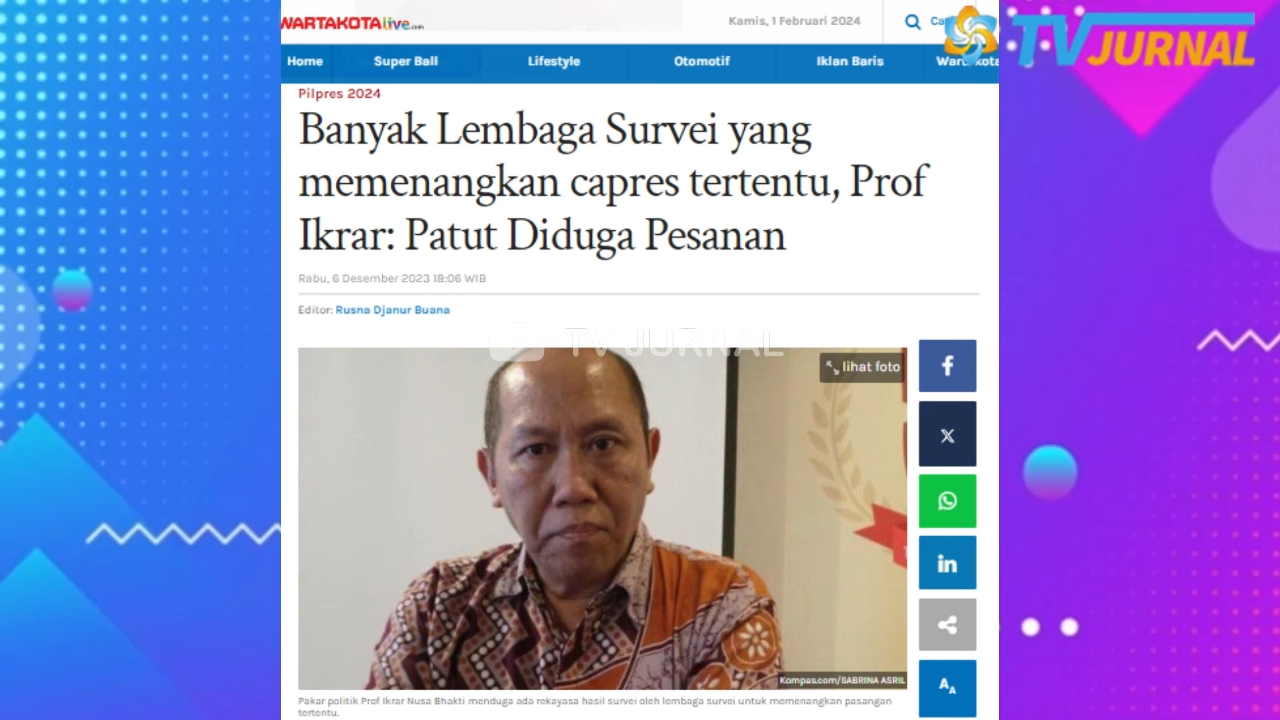 WARTAKOTAlive.com
Kamis, 1 Februari 2024
TVJURNAL
Home
Super Ball
Lifestyle
Otomotif
Iklan Baris
Pilpres 2024
Banyak Lembaga Survei yang
memenangkan capres tertentu, Prof
Ikrar: Patut Diduga Pesanan
Rabu, 6 Desember 2023 18:06 WIB
Editor: Rusna Djanur Buana
TV JURNAL
lihat foto
Kompas.com/SABRINA ASRIL
AA
Pakar politik Prof Ikrar Nusa Bhakti menduga ada rekayasa hasil survei oleh lembaga survei untuk memenangkan pasangan
tertentu.